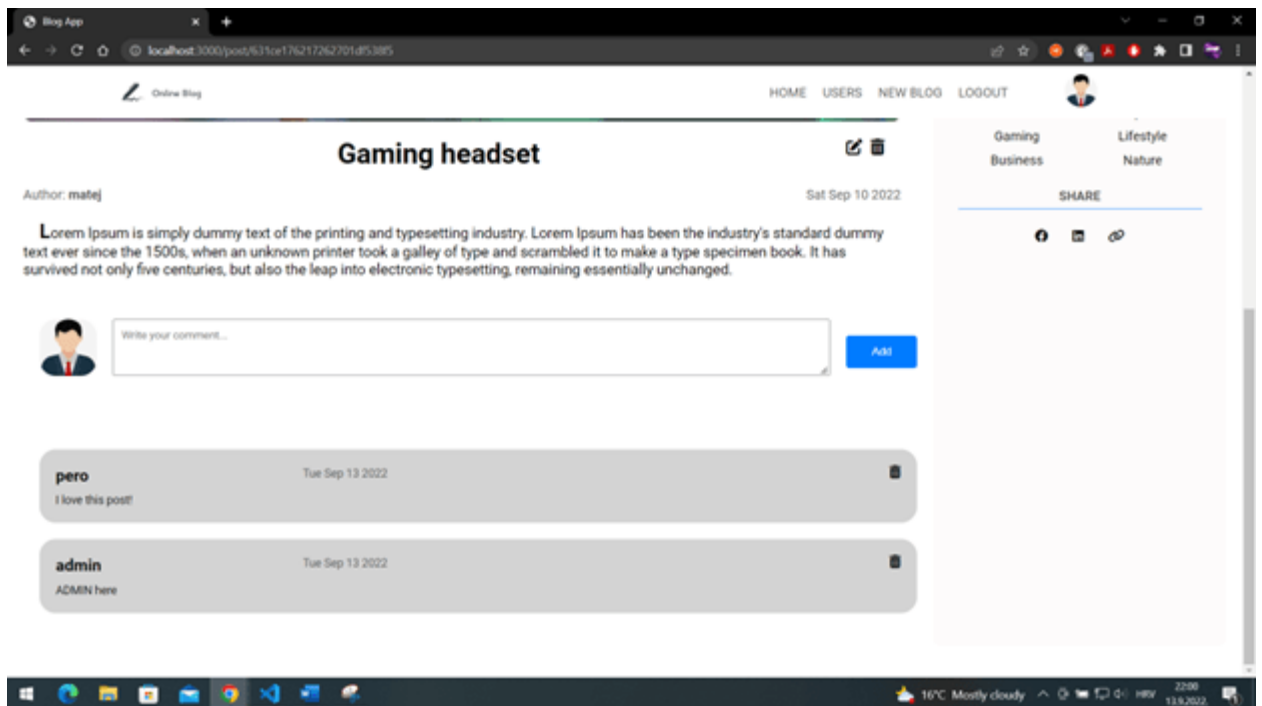 Blog App
localhost:3000/post/631ce176217262701df538f5
Online Blog
HOME USERS NEW BLOG LOGOUT
Gaming Lifestyle
Business Nature
SHARE
Gaming headset
Author: matej
Sat Sep 10 2022
Lorem Ipsum is simply dummy text of the printing and typesetting industry. Lorem Ipsum has been the industry's standard dummy
text ever since the 1500s, when an unknown printer took a galley of type and scrambled it to make a type specimen book. It has
survived not only five centuries, but also the leap into electronic typesetting, remaining essentially unchanged.
Write your comment...
Add
pero
Tue Sep 13 2022
I love this post!
admin
Tue Sep 13 2022
ADMIN here
16°C Mostly cloudy
HRV
22:00
13.9.2022.